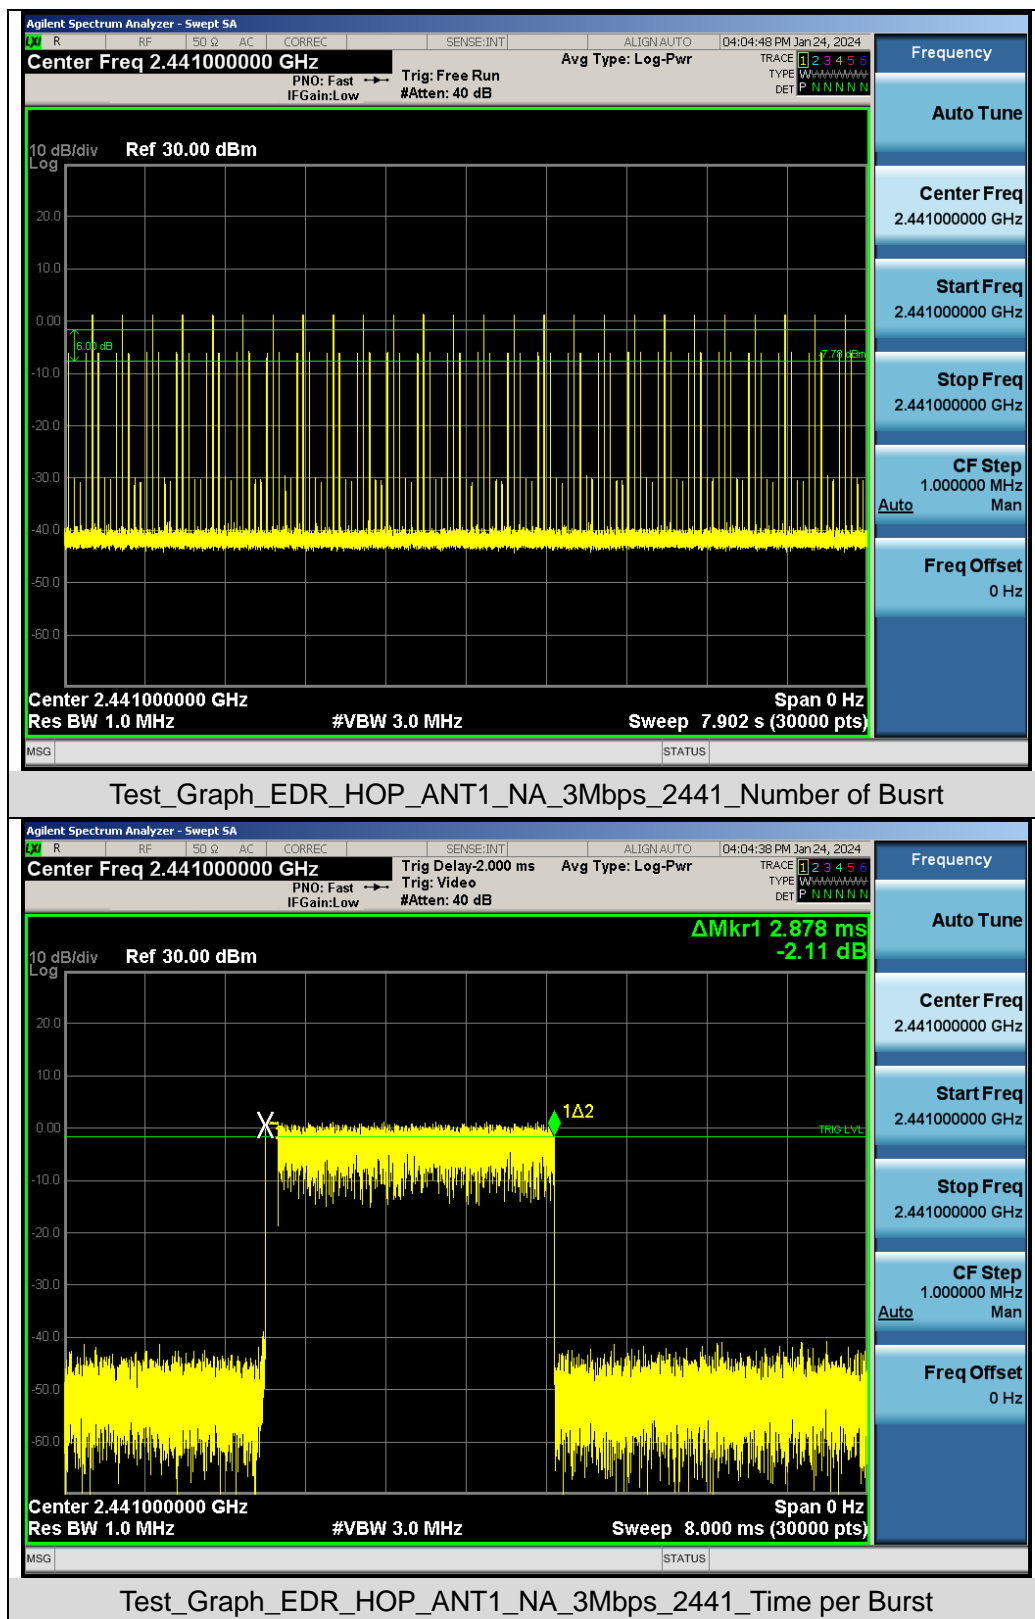 Agilent Spectrum Analyzer - Swept SA
LXI R RF 50 Ω AC CORREC SENSE:INT ALIGN AUTO 04:04:48 PM Jan 24, 2024
Center Freq 2.441000000 GHz
PNO: Fast
IFGain:Low
Trig: Free Run
#Atten: 40 dB
Avg Type: Log-Pwr
TRACE 1 2 3 4 5 6
TYPE W
DET P N N N N N
Frequency
Auto Tune
Center Freq
2.441000000 GHz
Start Freq
2.441000000 GHz
Stop Freq
2.441000000 GHz
CF Step
1.000000 MHz
Auto Man
Freq Offset
0 Hz
10 dB/div Ref 30.00 dBm
Log
20.0
10.0
0.00
6.00 dB
-7.78 dBm
-10.0
-20.0
-30.0
-40.0
-50.0
-60.0
Center 2.441000000 GHz Span 0 Hz
Res BW 1.0 MHz #VBW 3.0 MHz Sweep 7.902 s (30000 pts)
MSG STATUS
Test_Graph_EDR_HOP_ANT1_NA_3Mbps_2441_Number of Busrt
Agilent Spectrum Analyzer - Swept SA
LXI R RF 50 Ω AC CORREC SENSE:INT ALIGN AUTO 04:04:38 PM Jan 24, 2024
Center Freq 2.441000000 GHz
PNO: Fast
IFGain:Low
Trig Delay-2.000 ms
Trig: Video
#Atten: 40 dB
Avg Type: Log-Pwr
TRACE 1 2 3 4 5 6
TYPE W
DET P N N N N N
Frequency
Auto Tune
Center Freq
2.441000000 GHz
Start Freq
2.441000000 GHz
Stop Freq
2.441000000 GHz
CF Step
1.000000 MHz
Auto Man
Freq Offset
0 Hz
ΔMkr1 2.878 ms
-2.11 dB
10 dB/div Ref 30.00 dBm
Log
20.0
10.0
0.00
1Δ2
TRIG LVL
-10.0
-20.0
-30.0
-40.0
-50.0
-60.0
Center 2.441000000 GHz Span 0 Hz
Res BW 1.0 MHz #VBW 3.0 MHz Sweep 8.000 ms (30000 pts)
MSG STATUS
Test_Graph_EDR_HOP_ANT1_NA_3Mbps_2441_Time per Burst